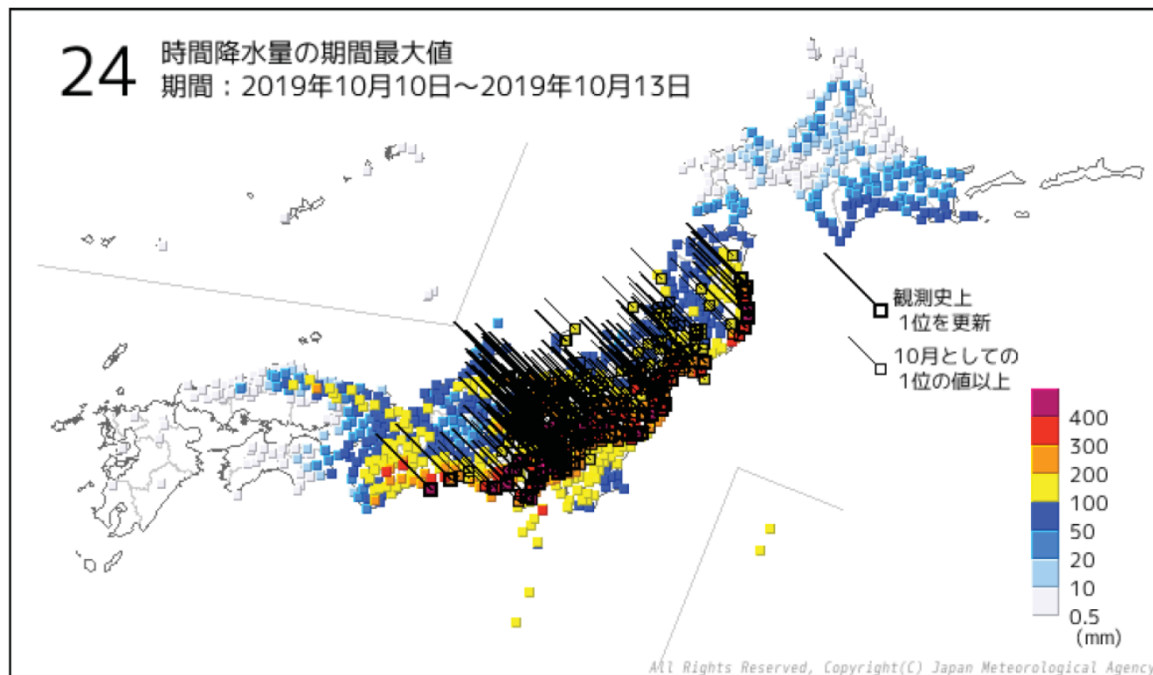 24
時間降水量の期間最大値
期間：2019年10月10日～2019年10月13日
観測史上
1位を更新
10月としての
1位の値以上
400
300
200
100
50
20
10
0.5
(mm)
All Rights Reserved, Copyright(C) Japan Meteorological Agency